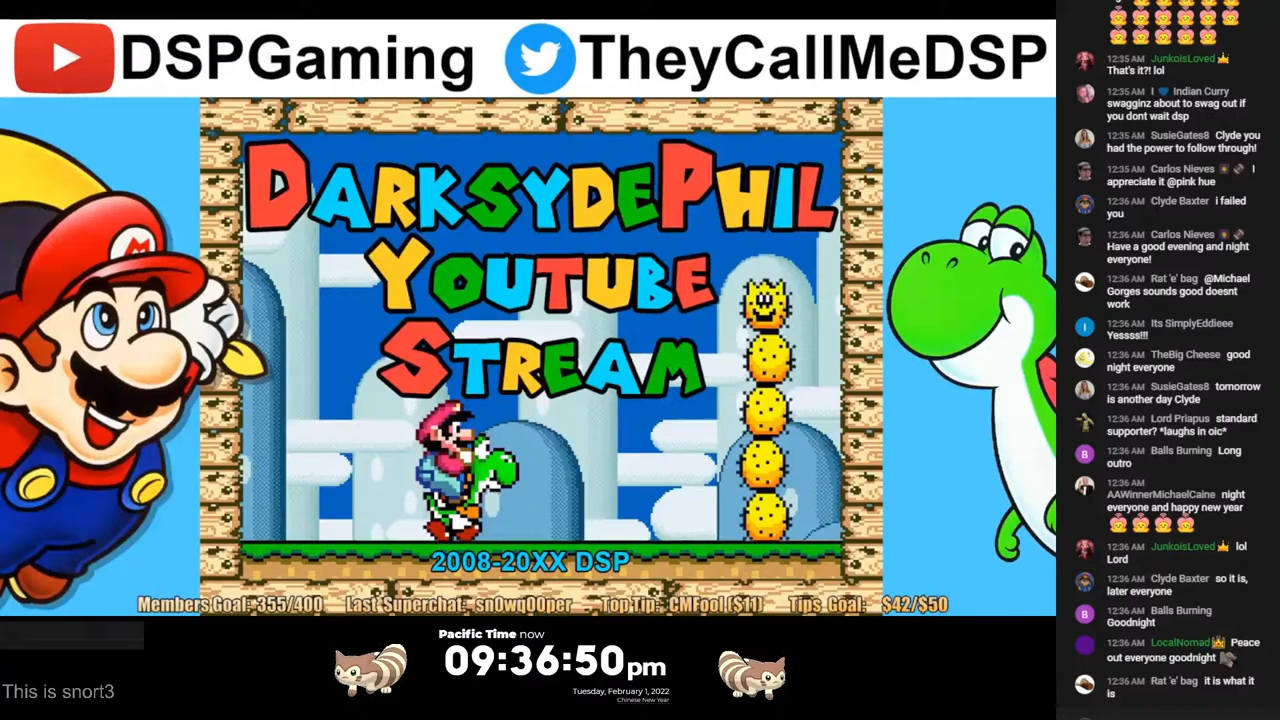 DSPGaming TheyCallMeDSP
DARKSYDEPHIL
YOUTUBE
STREAM
2008-20XX DSP
Members Goal: 355/400 Last Superchat: sn0wq00per Top Tip: CMFool ($11) Tips Goal: $42/$50
Pacific Time now
09:36:50pm
Tuesday, February 1, 2022
Chinese New Year
This is snort3
12:35 AM JunkoisLoved
That's it?! lol
12:35 AM I Indian Curry
swagginz about to swag out if
you dont wait dsp
12:35 AM SusieGates8 Clyde you
had the power to follow through!
12:35 AM Carlos Nieves I
appreciate it @pink hue
12:36 AM Clyde Baxter i failed
you
12:36 AM Carlos Nieves
Have a good evening and night
everyone!
12:36 AM Rat 'e' bag @Michael
Gorges sounds good doesnt
work
12:36 AM Its SimplyEddieee
Yessss!!!
12:36 AM TheBig Cheese good
night everyone
12:36 AM SusieGates8 tomorrow
is another day Clyde
12:36 AM Lord Priapus standard
supporter? *laughs in oic*
12:36 AM Balls Burning Long
outro
12:36 AM
AAWinnerMichaelCaine night
everyone and happy new year
12:36 AM JunkoisLoved lol
Lord
12:36 AM Clyde Baxter so it is,
later everyone
12:36 AM Balls Burning
Goodnight
12:36 AM LocalNomad Peace
out everyone goodnight
12:36 AM Rat 'e' bag it is what it
is